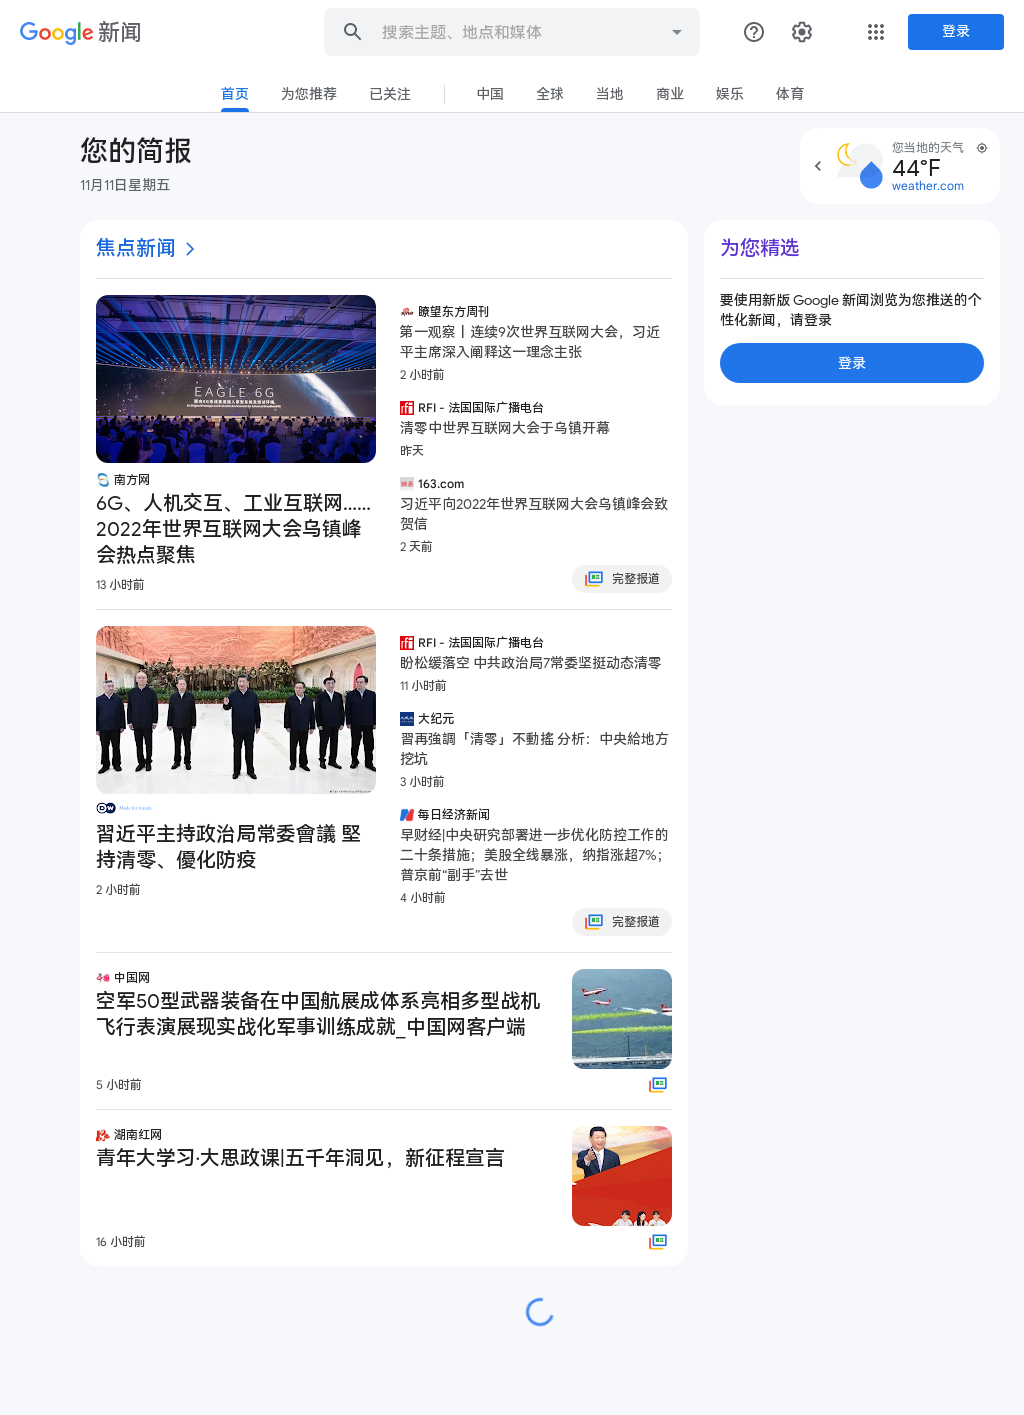 Google 新闻
搜索主题、地点和媒体
登录
首页
为您推荐
已关注
中国
全球
当地
商业
娱乐
体育
您的简报
11月11日星期五
您当地的天气
44°F
weather.com
焦点新闻
EAGLE 6G
南方网
6G、人机交互、工业互联网……
2022年世界互联网大会乌镇峰
会热点聚焦
13 小时前
瞭望东方周刊
第一观察丨连续9次世界互联网大会，习近
平主席深入阐释这一理念主张
2 小时前
RFI - 法国国际广播电台
清零中世界互联网大会于乌镇开幕
昨天
163.com
习近平向2022年世界互联网大会乌镇峰会致
贺信
2 天前
完整报道
DW Made for minds
習近平主持政治局常委會議 堅
持清零、優化防疫
2 小时前
RFI - 法国国际广播电台
盼松缓落空 中共政治局7常委坚挺动态清零
11 小时前
大纪元
習再強調「清零」不動搖 分析：中央給地方
挖坑
3 小时前
每日经济新闻
早财经|中央研究部署进一步优化防控工作的
二十条措施；美股全线暴涨，纳指涨超7%；
普京前“副手”去世
4 小时前
完整报道
中国网
空军50型武器装备在中国航展成体系亮相多型战机
飞行表演展现实战化军事训练成就_中国网客户端
5 小时前
湖南红网
青年大学习·大思政课|五千年洞见，新征程宣言
16 小时前
为您精选
要使用新版 Google 新闻浏览为您推送的个
性化新闻，请登录
登录